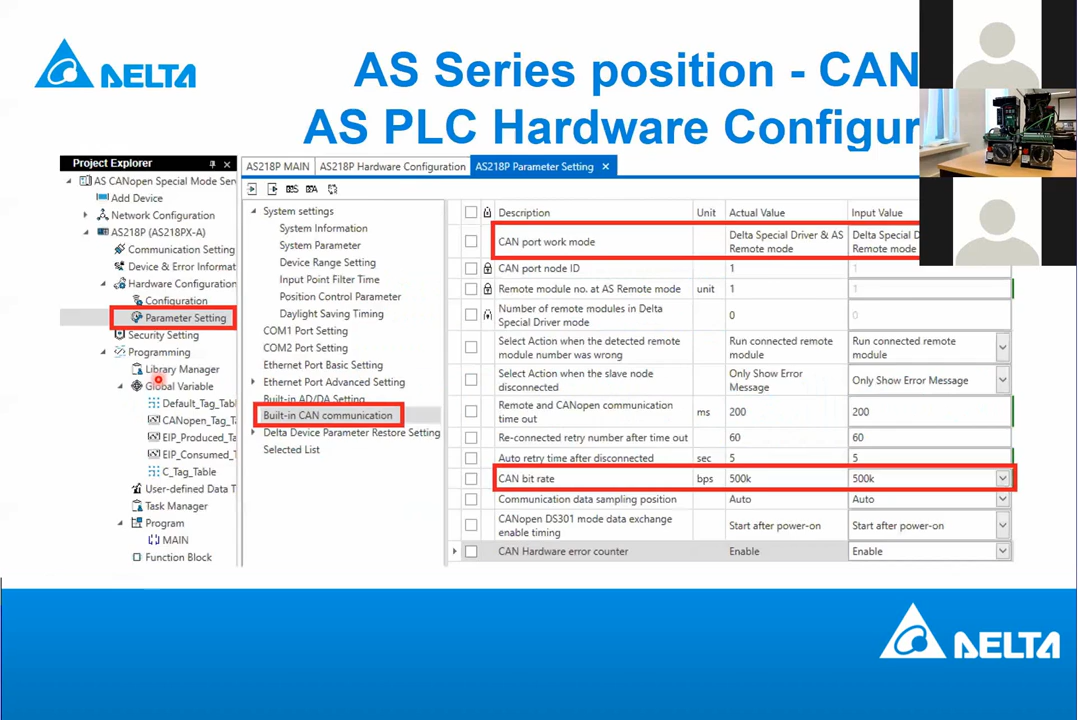 DELTA
AS Series position - CAN
AS PLC Hardware Configur
Project Explorer
AS CANopen Special Mode Serv
Add Device
Network Configuration
AS218P (AS218PX-A)
Communication Setting
Device & Error Informat
Hardware Configuration
Configuration
Parameter Setting
Security Setting
Programming
Library Manager
Global Variable
Default_Tag_Tabl
CANopen_Tag_T
EIP_Produced_T
EIP_Consumed_T
C_Tag_Table
User-defined Data T
Task Manager
Program
MAIN
Function Block
AS218P MAIN
AS218P Hardware Configuration
AS218P Parameter Setting
System settings
System Information
System Parameter
Device Range Setting
Input Point Filter Time
Position Control Parameter
Daylight Saving Timing
COM1 Port Setting
COM2 Port Setting
Ethernet Port Basic Setting
Ethernet Port Advanced Setting
Built-in AD/DA Setting
Built-in CAN communication
Delta Device Parameter Restore Setting
Selected List
Description Unit Actual Value Input Value
CAN port work mode Delta Special Driver & AS Remote mode Delta Special D Remote mode
CAN port node ID 1 1
Remote module no. at AS Remote mode unit 1 1
Number of remote modules in Delta Special Driver mode 0 0
Select Action when the detected remote module number was wrong Run connected remote module Run connected remote module
Select Action when the slave node disconnected Only Show Error Message Only Show Error Message
Remote and CANopen communication time out ms 200 200
Re-connected retry number after time out 60 60
Auto retry time after disconnected sec 5 5
CAN bit rate bps 500k 500k
Communication data sampling position Auto Auto
CANopen DS301 mode data exchange enable timing Start after power-on Start after power-on
CAN Hardware error counter Enable Enable
DELTA